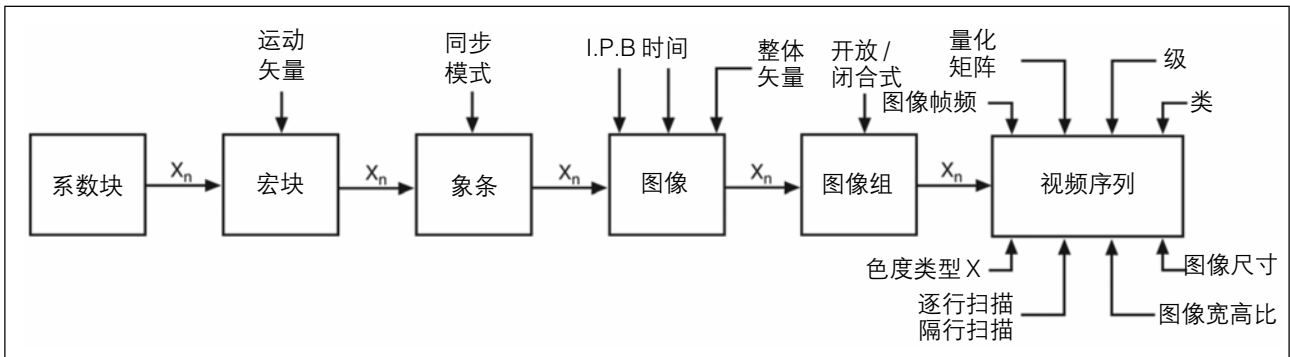 运动
矢量
同步
模式
I.P.B 时间
整体
矢量
开放 /
闭合式
图像帧频
量化
矩阵
级
类
系数块
Xn
宏块
Xn
象条
Xn
图像
Xn
图像组
Xn
视频序列
色度类型 X
逐行扫描
隔行扫描
图像宽高比
图像尺寸